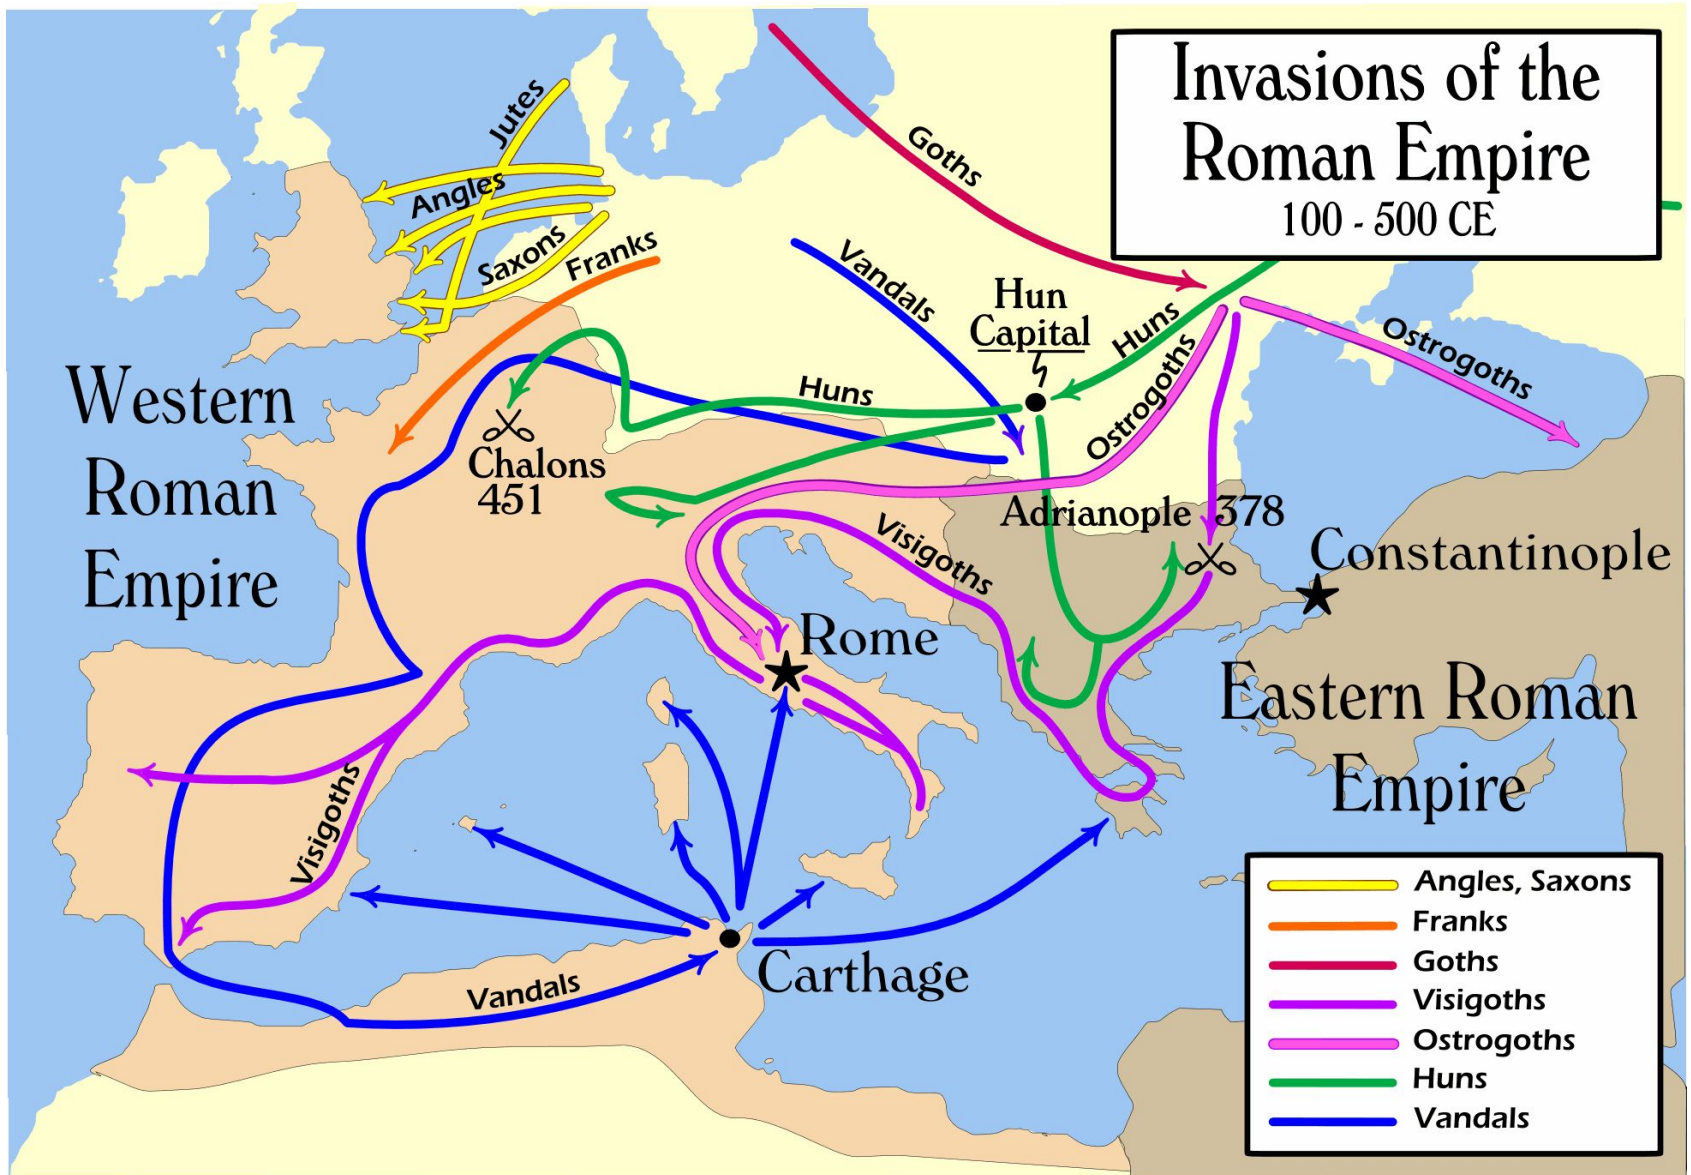 Invasions of the
Roman Empire
100 - 500 CE
Jutes
Angles
Saxons
Franks
Goths
Vandals
Hun
Capital
Huns
Ostrogoths
Ostrogoths
Huns
Western
Roman
Empire
Chalons
451
Adrianople 378
Visigoths
Constantinople
Rome
Eastern Roman
Empire
Visigoths
Vandals
Carthage
Angles, Saxons
Franks
Goths
Visigoths
Ostrogoths
Huns
Vandals